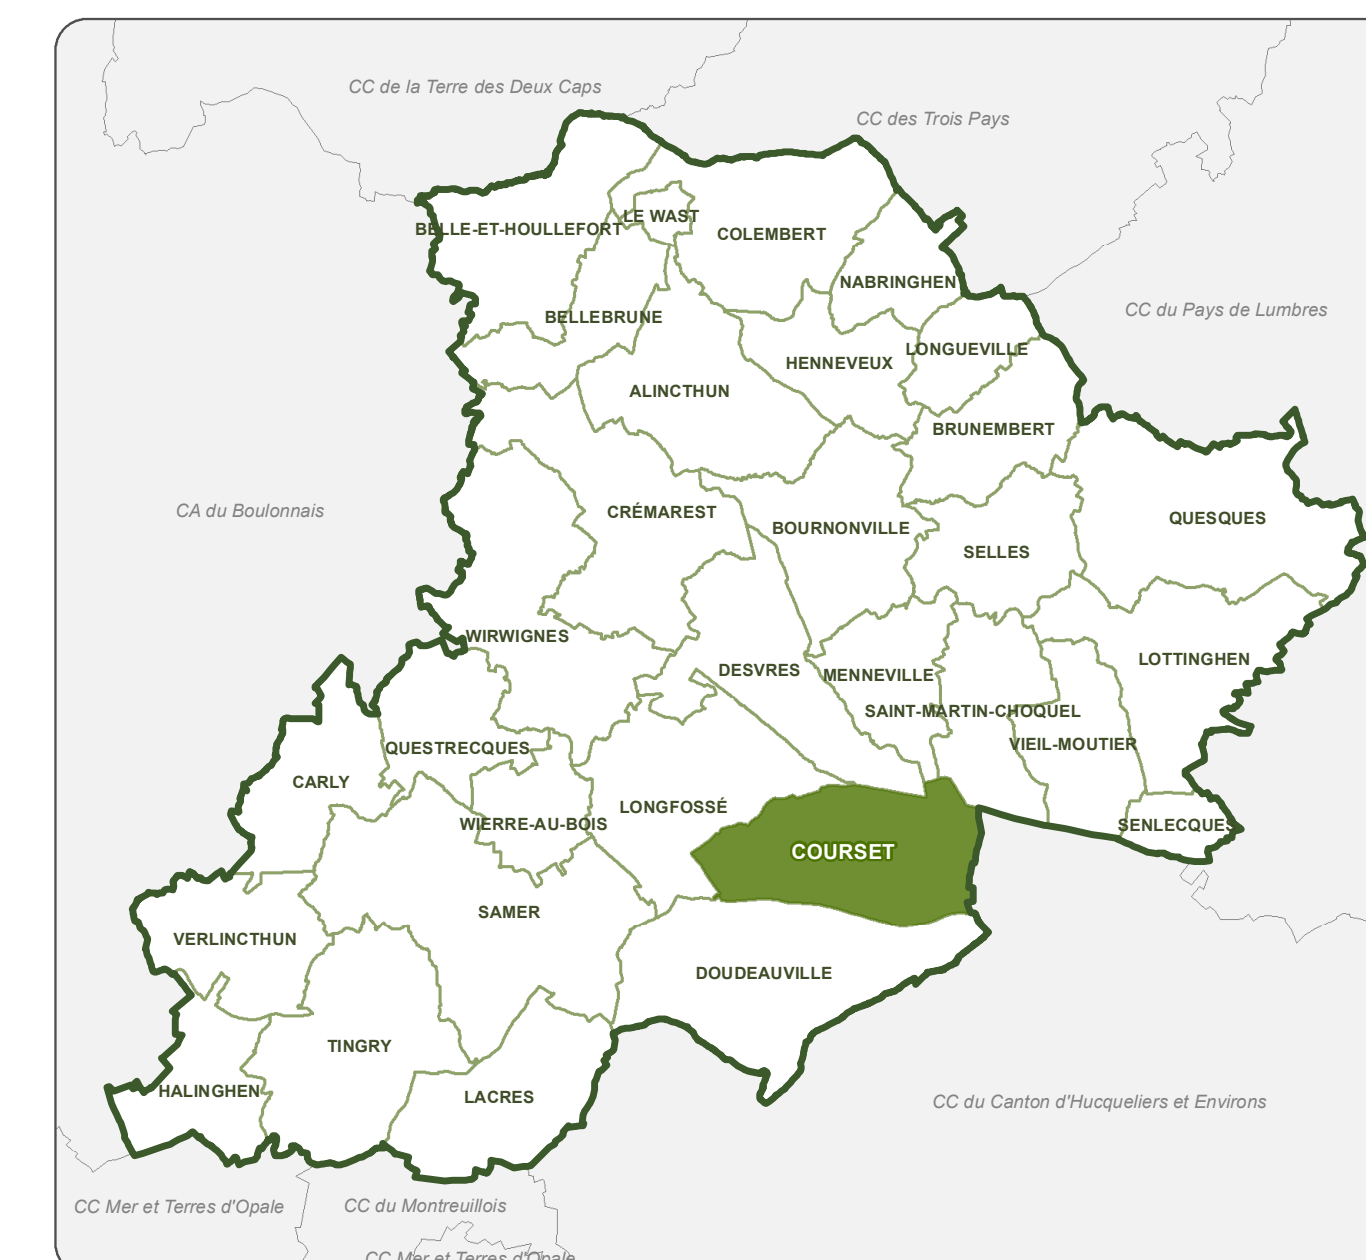 CC de la Terre des Deux Caps
CC des Trois Pays
LE WAST
BELLE-ET-HOULLEFORT
COLEMBERT
NABRINGHEN
CC du Pays de Lumbres
BELLEBRUNE
LONGUEVILLE
HENNEVEUX
ALINCTHUN
BRUNEMBERT
CA du Boulonnais
CRÉMAREST
QUESQUES
BOURNONVILLE
SELLES
WIRWIGNES
LOTTINGHEN
DESVRES
MENNEVILLE
SAINT-MARTIN-CHOQUEL
VIEIL-MOUTIER
QUESTRECQUES
CARLY
LONGFOSSÉ
WIERRE-AU-BOIS
SENLECQUES
COURSET
SAMER
VERLINCTHUN
DOUDEAUVILLE
TINGRY
HALINGHEN
LACRES
CC du Canton d'Hucqueliers et Environs
CC Mer et Terres d'Opale
CC du Montreuillois
CC Mer et Terres d'Opale